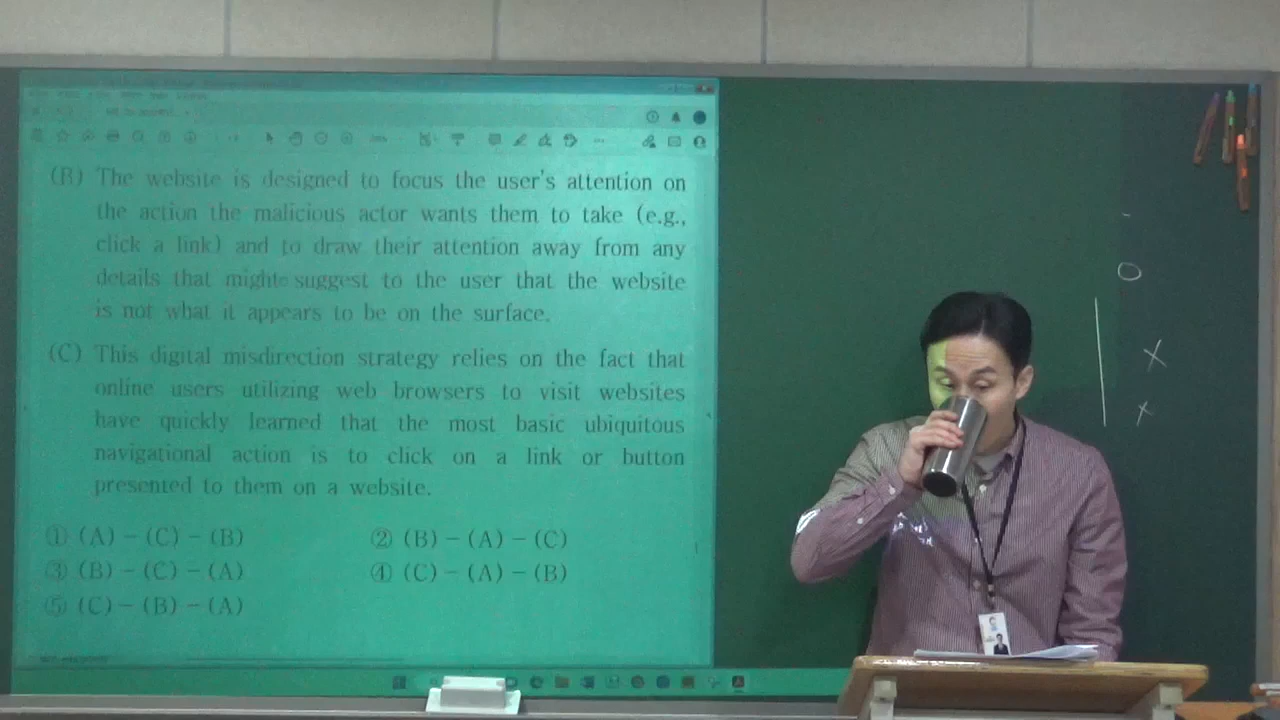 (B) The website is designed to focus the user's attention on
the action the malicious actor wants them to take (e.g.,
click a link) and to draw their attention away from any
details that might suggest to the user that the website
is not what it appears to be on the surface.
(C) This digital misdirection strategy relies on the fact that
online users utilizing web browsers to visit websites
have quickly learned that the most basic ubiquitous
navigational action is to click on a link or button
presented to them on a website.
① (A) - (C) - (B) ② (B) - (A) - (C)
③ (B) - (C) - (A) ④ (C) - (A) - (B)
⑤ (C) - (B) - (A)
O
X
X